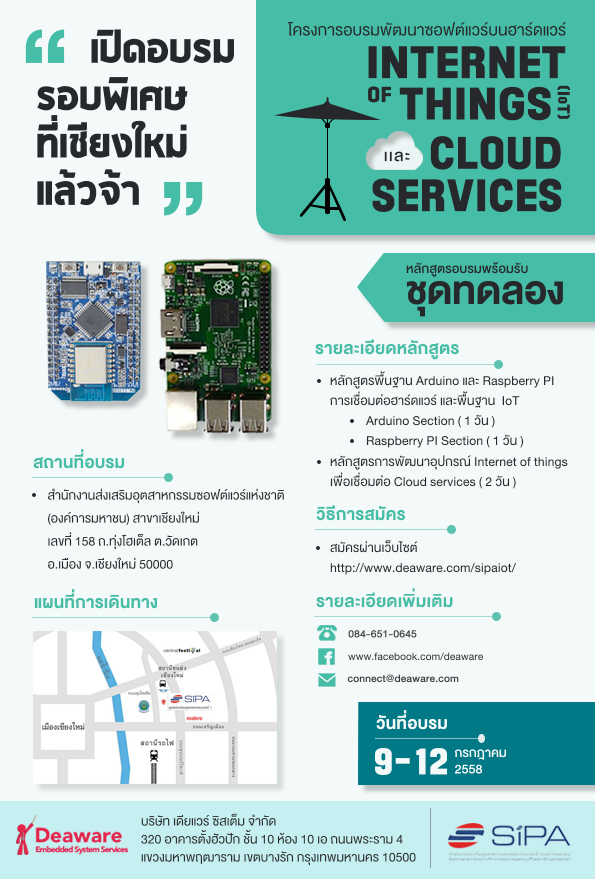 “ เปิดอบรม
รอบพิเศษ
ที่เชียงใหม่
แล้วจ้า ”
โครงการอบรมพัฒนาซอฟต์แวร์บนฮาร์ดแวร์
INTERNET
OF THINGS (IoT)
และ CLOUD
SERVICES
หลักสูตรอบรมพร้อมรับ
ชุดทดลอง
รายละเอียดหลักสูตร
• หลักสูตรพื้นฐาน Arduino และ Raspberry PI
การเชื่อมต่อฮาร์ดแวร์ และพื้นฐาน IoT
• Arduino Section ( 1 วัน )
• Raspberry PI Section ( 1 วัน )
• หลักสูตรการพัฒนาอุปกรณ์ Internet of things
เพื่อเชื่อมต่อ Cloud services ( 2 วัน )
สถานที่อบรม
• สำนักงานส่งเสริมอุตสาหกรรมซอฟต์แวร์แห่งชาติ
(องค์การมหาชน) สาขาเชียงใหม่
เลขที่ 158 ถ.ทุ่งโฮเต็ล ต.วัดเกต
อ.เมือง จ.เชียงใหม่ 50000
วิธีการสมัคร
• สมัครผ่านเว็บไซต์
http://www.deaware.com/sipaiot/
แผนที่การเดินทาง
centralfestival
สถานีขนส่ง
เชียงใหม่
SIPA
makro
เมืองเชียงใหม่
สถานีรถไฟ
รายละเอียดเพิ่มเติม
084-651-0645
www.facebook.com/deaware
connect@deaware.com
วันที่อบรม
9-12 กรกฎาคม
2558
Deaware
Embedded System Services
บริษัท เดียแวร์ ซิสเต็ม จำกัด
320 อาคารตั้งฮั่วปัก ชั้น 10 ห้อง 10 เอ ถนนพระราม 4
แขวงมหาพฤฒาราม เขตบางรัก กรุงเทพมหานคร 10500
SiPA